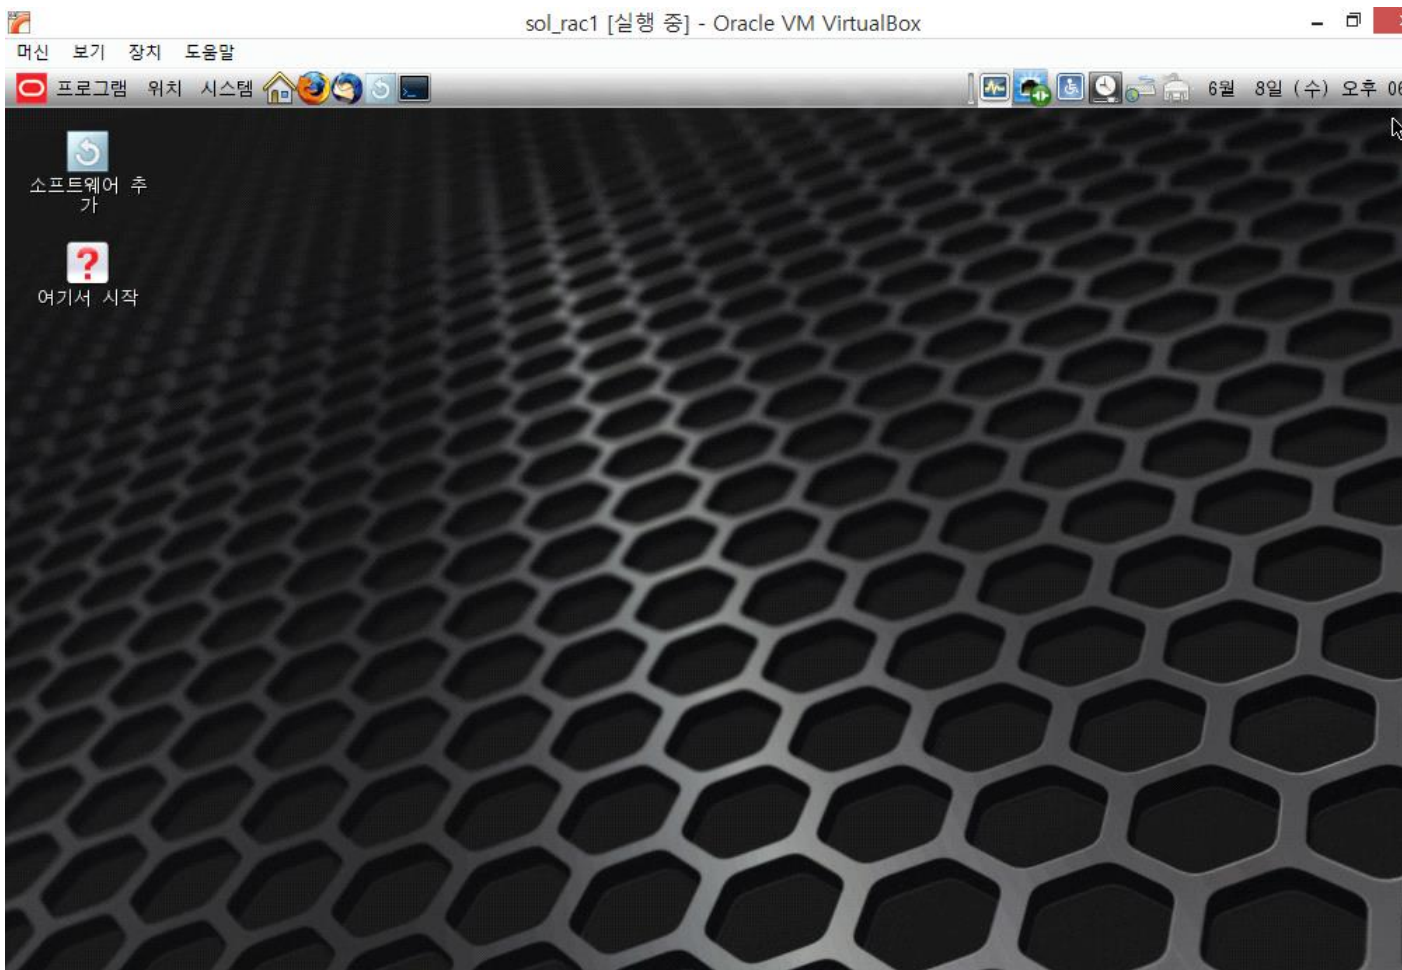 sol_rac1 [실행 중] - Oracle VM VirtualBox
머신 보기 장치 도움말
프로그램 위치 시스템 6월 8일 (수) 오후 06
소프트웨어 추
가
여기서 시작